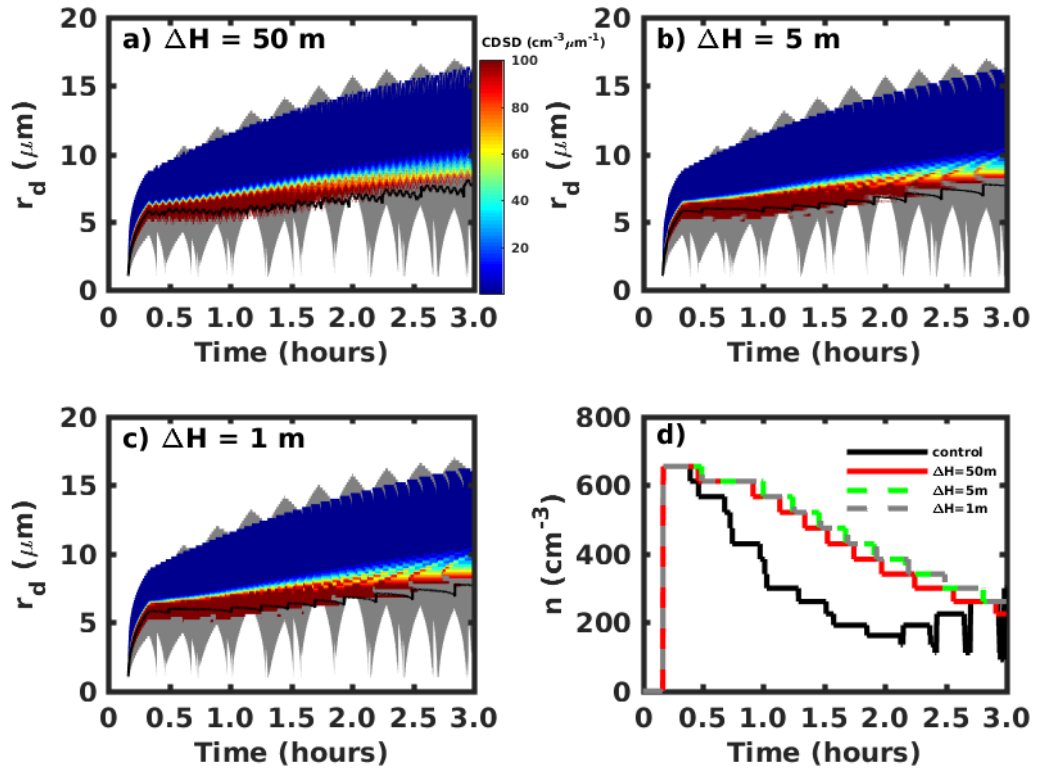 a) ΔH = 50 m
CDSD (cm⁻³μm⁻¹)
100
80
60
40
20
20
15
10
5
0
r_d (μm)
0 0.5 1.0 1.5 2.0 2.5 3.0
Time (hours)
b) ΔH = 5 m
20
15
10
5
0
r_d (μm)
0 0.5 1.0 1.5 2.0 2.5 3.0
Time (hours)
c) ΔH = 1 m
20
15
10
5
0
r_d (μm)
0 0.5 1.0 1.5 2.0 2.5 3.0
Time (hours)
d)
control
ΔH=50m
ΔH=5m
ΔH=1m
800
600
400
200
0
n (cm⁻³)
0 0.5 1.0 1.5 2.0 2.5 3.0
Time (hours)